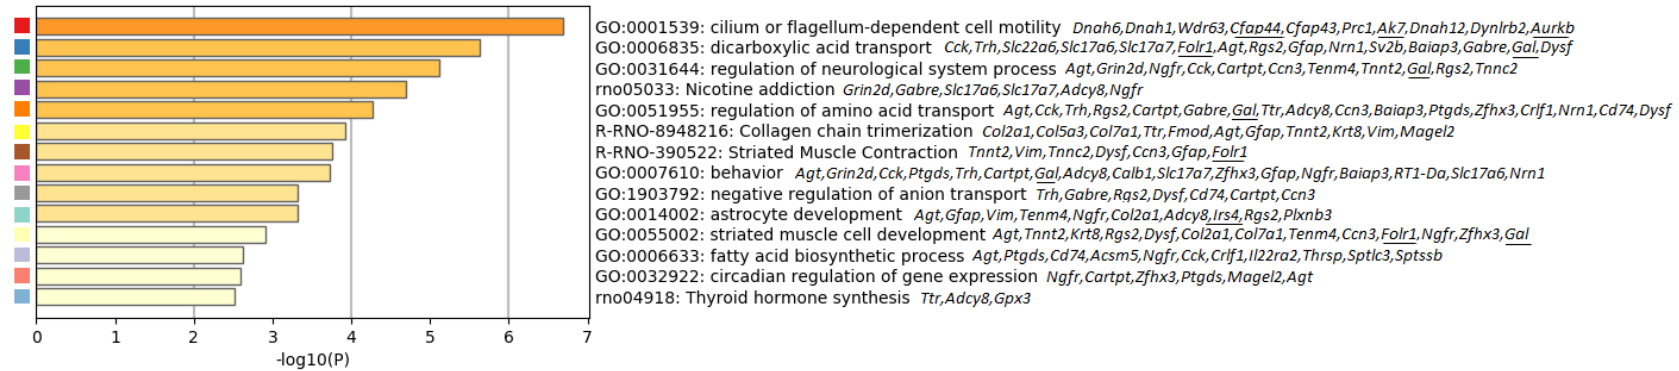 GO:0001539: cilium or flagellum-dependent cell motility Dnah6,Dnah1,Wdr63,Cfap44,Cfap43,Prc1,Ak7,Dnah12,Dynlrb2,Aurkb
GO:0006835: dicarboxylic acid transport Cck,Trh,Slc22a6,Slc17a6,Slc17a7,Folr1,Agt,Rgs2,Gfap,Nrn1,Sv2b,Baiap3,Gabre,Gal,Dysf
GO:0031644: regulation of neurological system process Agt,Grin2d,Ngfr,Cck,Cartpt,Ccn3,Tenm4,Tnnt2,Gal,Rgs2,Tnnc2
rno05033: Nicotine addiction Grin2d,Gabre,Slc17a6,Slc17a7,Adcy8,Ngfr
GO:0051955: regulation of amino acid transport Agt,Cck,Trh,Rgs2,Cartpt,Gabre,Gal,Ttr,Adcy8,Ccn3,Baiap3,Ptgds,Zfhx3,Crlf1,Nrn1,Cd74,Dysf
R-RNO-8948216: Collagen chain trimerization Col2a1,Col5a3,Col7a1,Ttr,Fmod,Agt,Gfap,Tnnt2,Krt8,Vim,Magel2
R-RNO-390522: Striated Muscle Contraction Tnnt2,Vim,Tnnc2,Dysf,Ccn3,Gfap,Folr1
GO:0007610: behavior Agt,Grin2d,Cck,Ptgds,Trh,Cartpt,Gal,Adcy8,Calb1,Slc17a7,Zfhx3,Gfap,Ngfr,Baiap3,RT1-Da,Slc17a6,Nrn1
GO:1903792: negative regulation of anion transport Trh,Gabre,Rgs2,Dysf,Cd74,Cartpt,Ccn3
GO:0014002: astrocyte development Agt,Gfap,Vim,Tenm4,Ngfr,Col2a1,Adcy8,Irs4,Rgs2,Plxnb3
GO:0055002: striated muscle cell development Agt,Tnnt2,Krt8,Rgs2,Dysf,Col2a1,Col7a1,Tenm4,Ccn3,Folr1,Ngfr,Zfhx3,Gal
GO:0006633: fatty acid biosynthetic process Agt,Ptgds,Cd74,Acsm5,Ngfr,Cck,Crlf1,Il22ra2,Thrsp,Sptlc3,Sptssb
GO:0032922: circadian regulation of gene expression Ngfr,Cartpt,Zfhx3,Ptgds,Magel2,Agt
rno04918: Thyroid hormone synthesis Ttr,Adcy8,Gpx3
0 1 2 3 4 5 6 7
-log10(P)